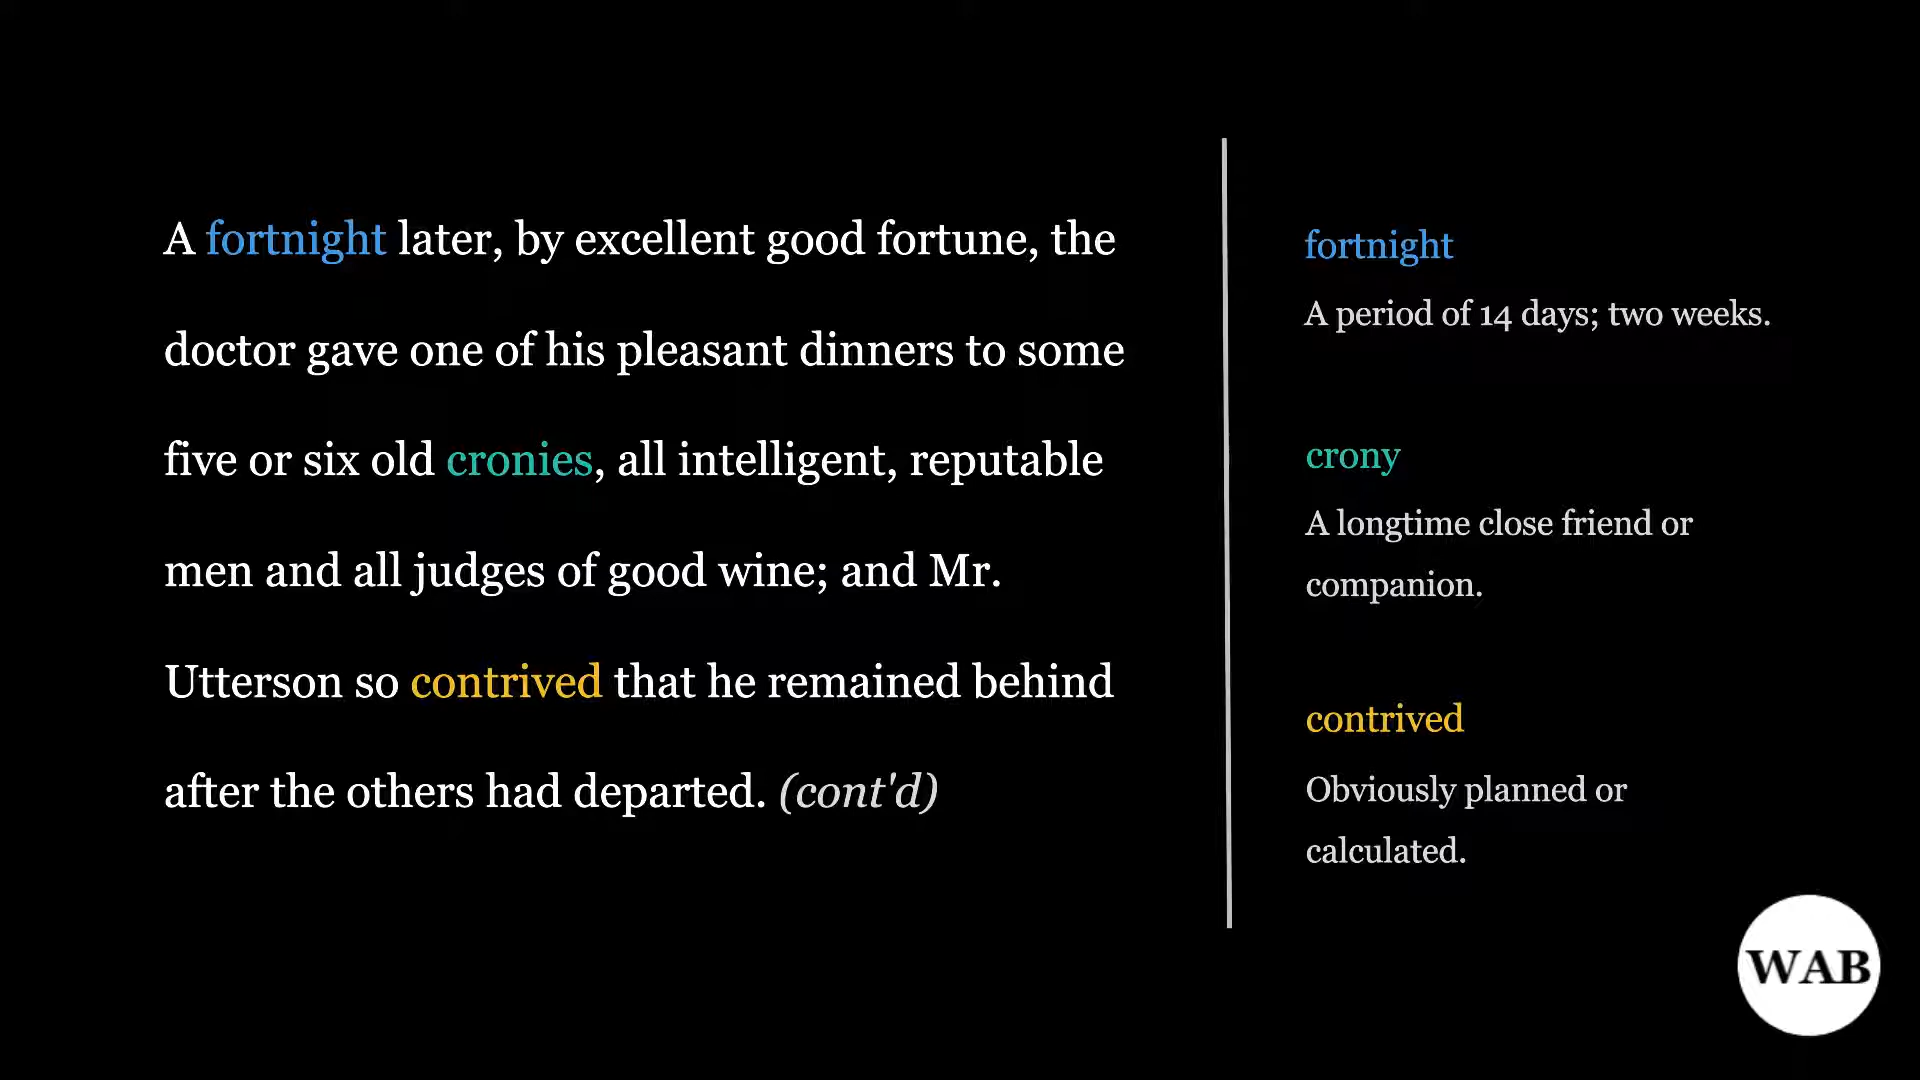 A fortnight later, by excellent good fortune, the
doctor gave one of his pleasant dinners to some
five or six old cronies, all intelligent, reputable
men and all judges of good wine; and Mr.
Utterson so contrived that he remained behind
after the others had departed. (cont'd)
fortnight
A period of 14 days; two weeks.
crony
A longtime close friend or
companion.
contrived
Obviously planned or
calculated.
WAB